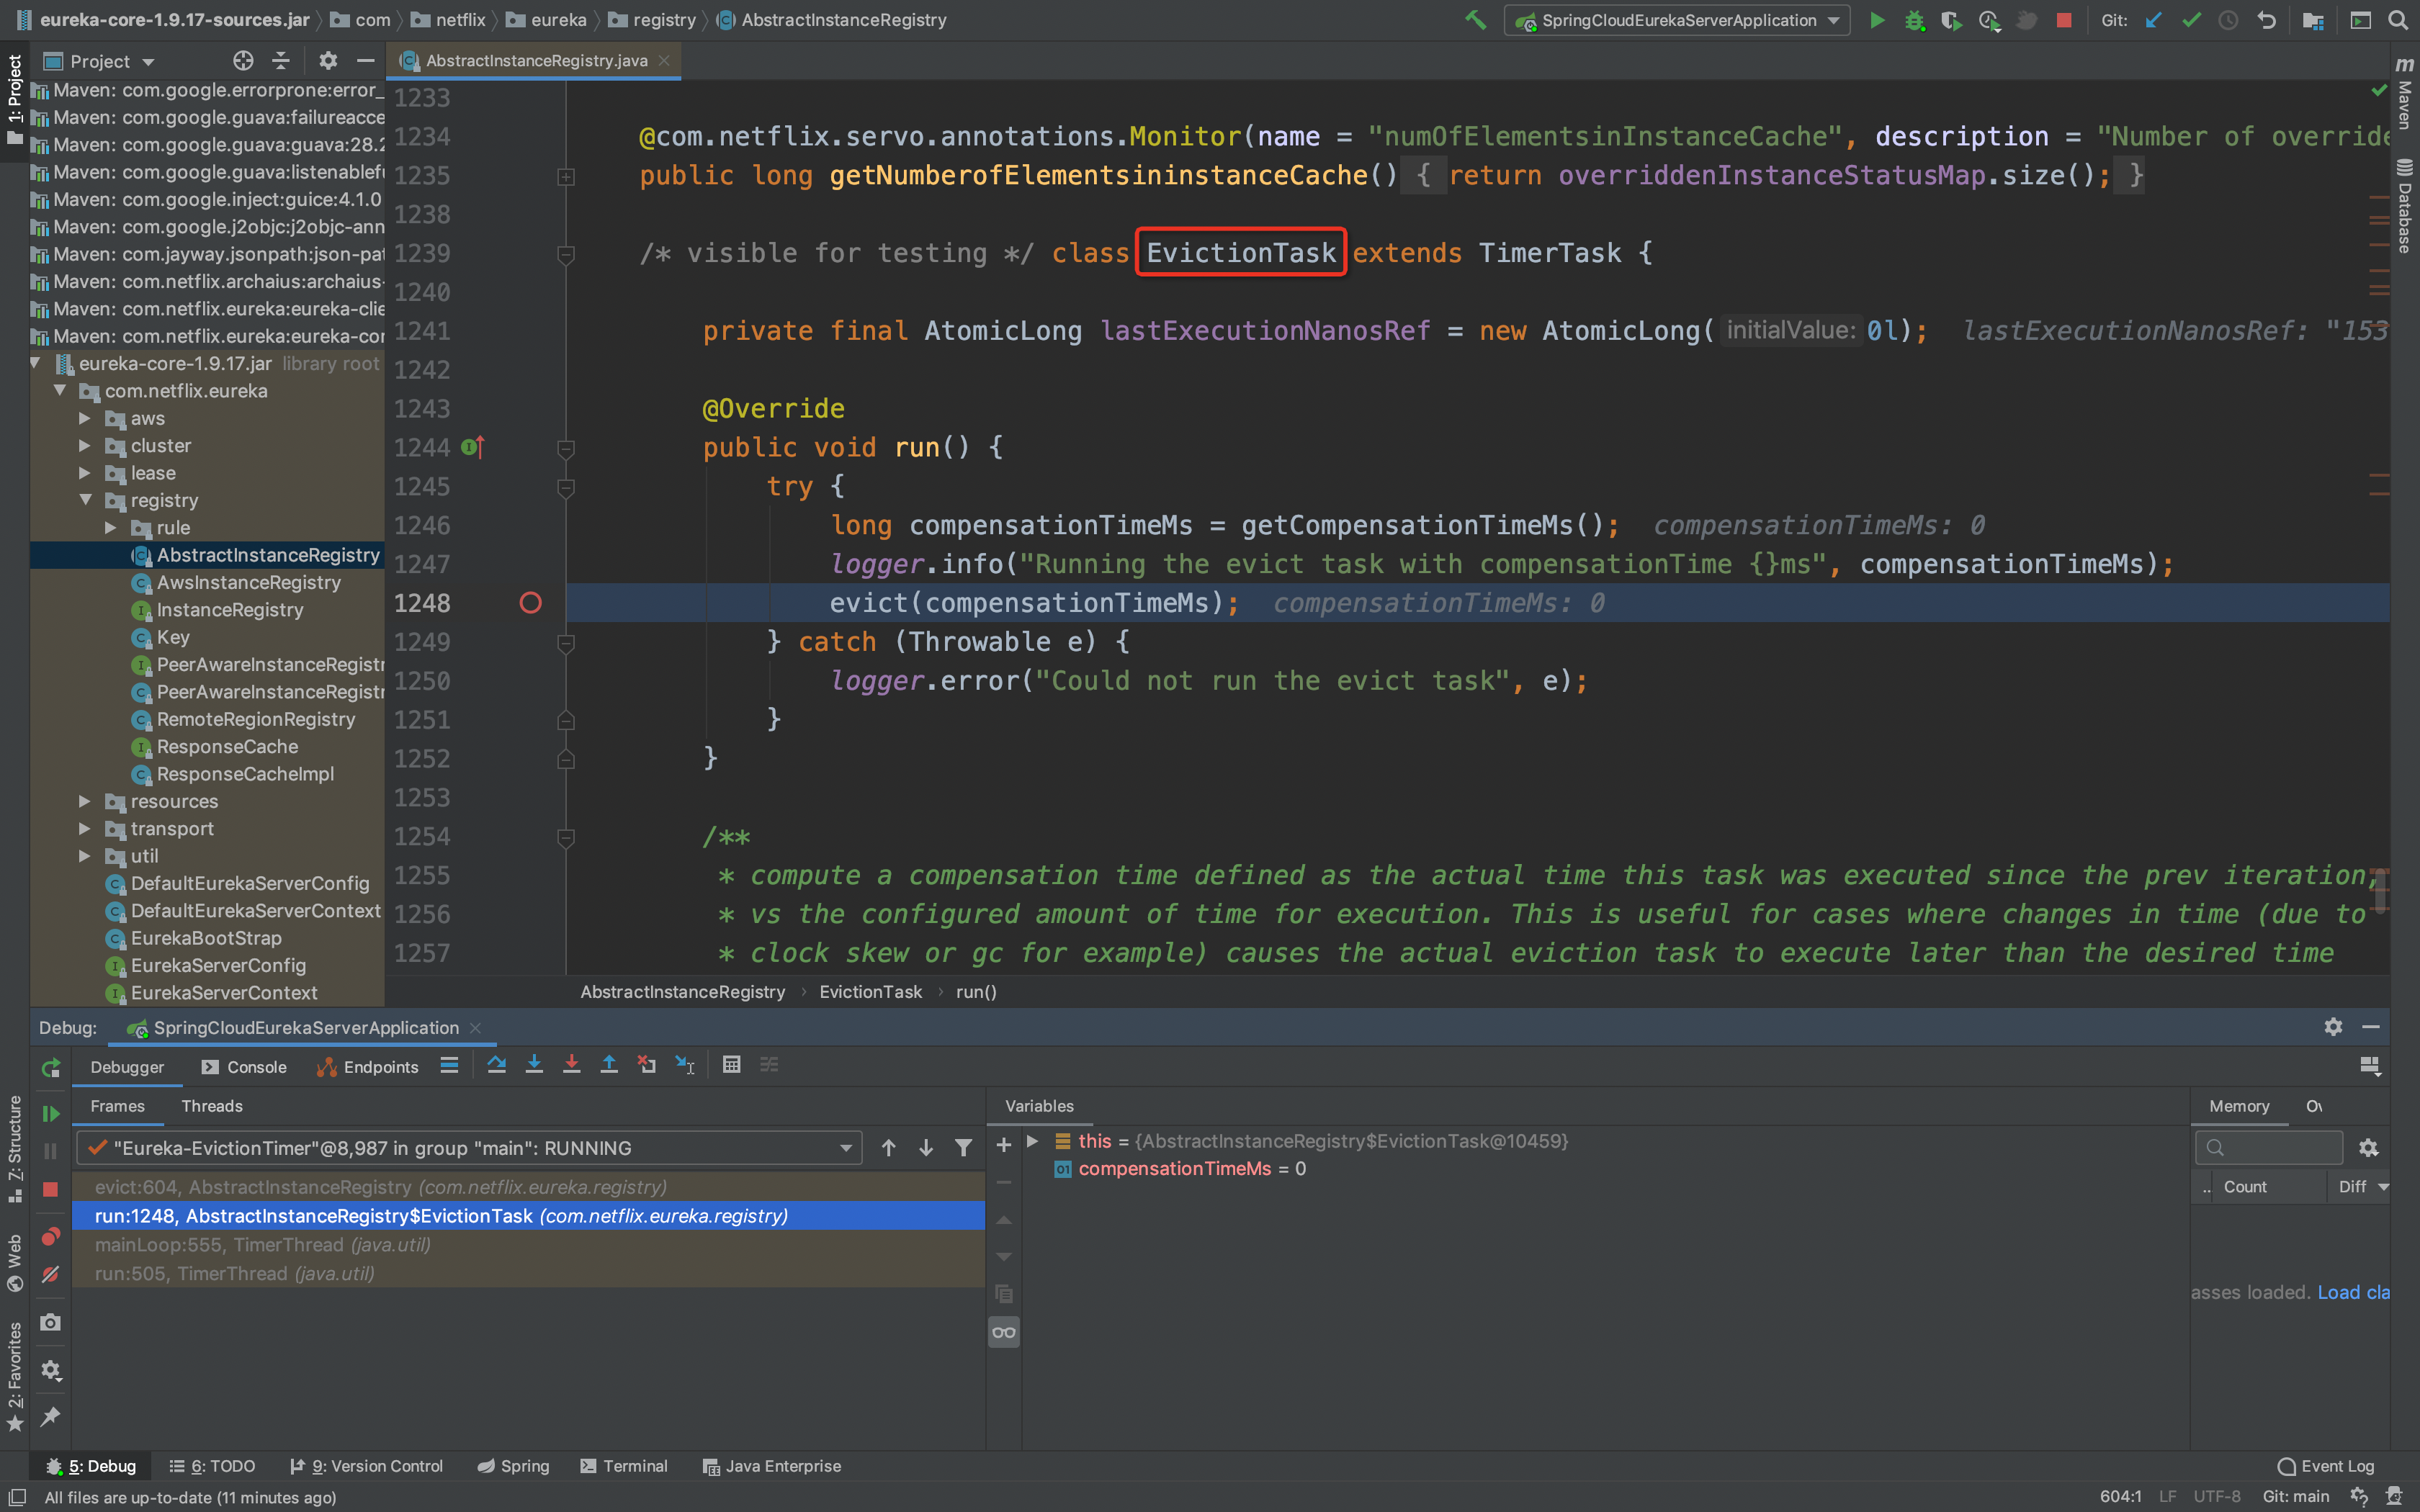 eureka-core-1.9.17-sources.jar com netflix eureka registry AbstractInstanceRegistry
SpringCloudEurekaServerApplication
Git:
1: Project
Project
AbstractInstanceRegistry.java
Maven
Database
Maven: com.google.errorprone:error_
Maven: com.google.guava:failureacce
Maven: com.google.guava:guava:28.2
Maven: com.google.guava:listenablefu
Maven: com.google.inject:guice:4.1.0
Maven: com.google.j2objc:j2objc-ann
Maven: com.jayway.jsonpath:json-pat
Maven: com.netflix.archaius:archaius-
Maven: com.netflix.eureka:eureka-clie
Maven: com.netflix.eureka:eureka-cor
eureka-core-1.9.17.jar library root
com.netflix.eureka
aws
cluster
lease
registry
rule
AbstractInstanceRegistry
AwsInstanceRegistry
InstanceRegistry
Key
PeerAwareInstanceRegistr
PeerAwareInstanceRegistr
RemoteRegionRegistry
ResponseCache
ResponseCacheImpl
resources
transport
util
DefaultEurekaServerConfig
DefaultEurekaServerContext
EurekaBootStrap
EurekaServerConfig
EurekaServerContext
1233
1234 @com.netflix.servo.annotations.Monitor(name = "numOfElementsinInstanceCache", description = "Number of override
1235 public long getNumberofElementsininstanceCache() { return overriddenInstanceStatusMap.size(); }
1238
1239 /* visible for testing */ class EvictionTask extends TimerTask {
1240
1241 private final AtomicLong lastExecutionNanosRef = new AtomicLong( initialValue: 0l); lastExecutionNanosRef: "153
1242
1243 @Override
1244 public void run() {
1245 try {
1246 long compensationTimeMs = getCompensationTimeMs(); compensationTimeMs: 0
1247 logger.info("Running the evict task with compensationTime {}ms", compensationTimeMs);
1248 evict(compensationTimeMs); compensationTimeMs: 0
1249 } catch (Throwable e) {
1250 logger.error("Could not run the evict task", e);
1251 }
1252 }
1253
1254 /**
1255 * compute a compensation time defined as the actual time this task was executed since the prev iteration,
1256 * vs the configured amount of time for execution. This is useful for cases where changes in time (due to
1257 * clock skew or gc for example) causes the actual eviction task to execute later than the desired time
AbstractInstanceRegistry EvictionTask run()
Debug: SpringCloudEurekaServerApplication
Debugger Console Endpoints
Frames Threads
"Eureka-EvictionTimer"@8,987 in group "main": RUNNING
evict:604, AbstractInstanceRegistry (com.netflix.eureka.registry)
run:1248, AbstractInstanceRegistry$EvictionTask (com.netflix.eureka.registry)
mainLoop:555, TimerThread (java.util)
run:505, TimerThread (java.util)
Variables
this = {AbstractInstanceRegistry$EvictionTask@10459}
compensationTimeMs = 0
Memory Ov
.. Count Diff
asses loaded. Load cla
7: Structure
Web
2: Favorites
5: Debug 6: TODO 9: Version Control Spring Terminal Java Enterprise Event Log
All files are up-to-date (11 minutes ago) 604:1 LF UTF-8 Git: main